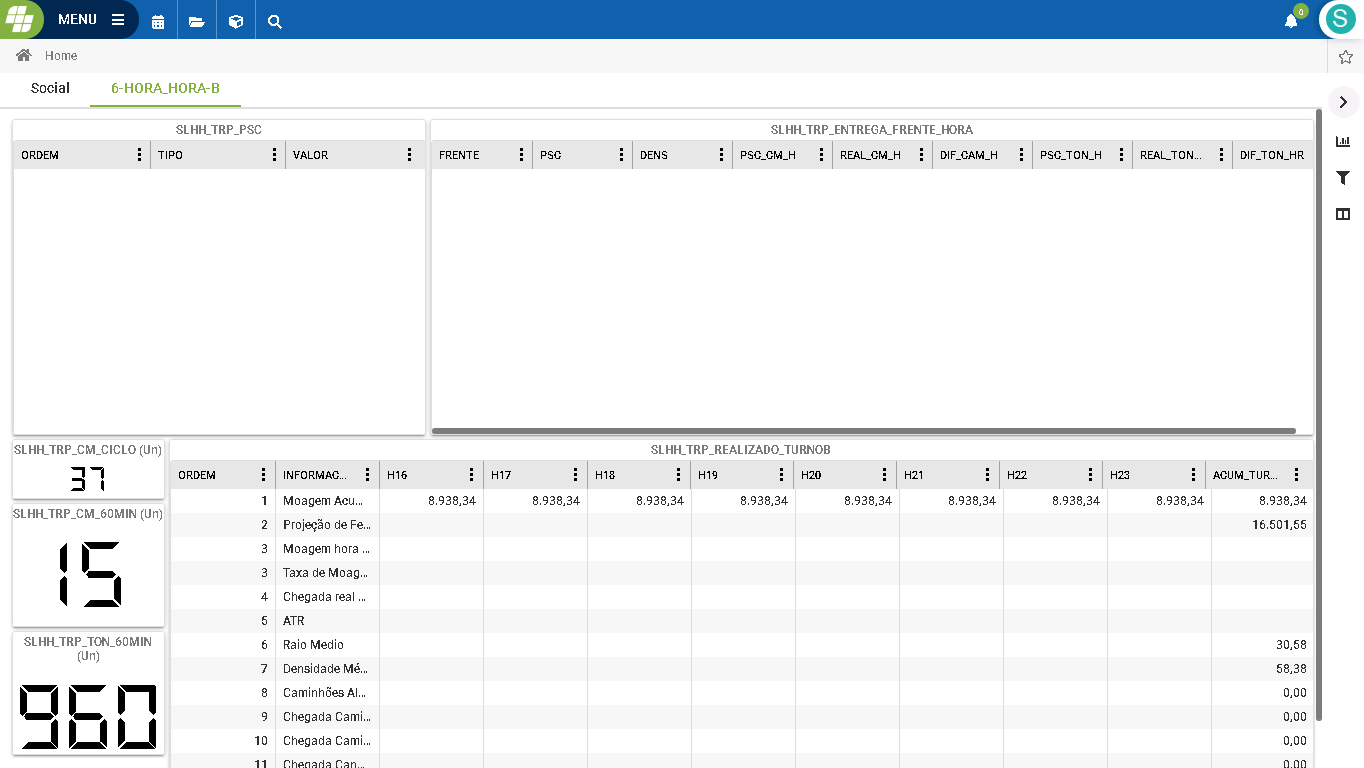 MENU
0
S
Home
Social
6-HORA_HORA-B
SLHH_TRP_PSC
ORDEM TIPO VALOR
SLHH_TRP_ENTREGA_FRENTE_HORA
FRENTE PSC DENS PSC_CM_H REAL_CM_H DIF_CAM_H PSC_TON_H REAL_TON... DIF_TON_HR
SLHH_TRP_CM_CICLO (Un)
37
SLHH_TRP_CM_60MIN (Un)
15
SLHH_TRP_TON_60MIN
(Un)
960
SLHH_TRP_REALIZADO_TURNOB
ORDEM INFORMAC... H16 H17 H18 H19 H20 H21 H22 H23 ACUM_TUR...
1 Moagem Acu... 8.938,34 8.938,34 8.938,34 8.938,34 8.938,34 8.938,34 8.938,34 8.938,34 8.938,34
2 Projeção de Fe... 16.501,55
3 Moagem hora ...
3 Taxa de Moag...
4 Chegada real ...
5 ATR
6 Raio Medio 30,58
7 Densidade Mé... 58,38
8 Caminhões Al... 0,00
9 Chegada Cami... 0,00
10 Chegada Cami... 0,00
11 Chegada Can... 0,00